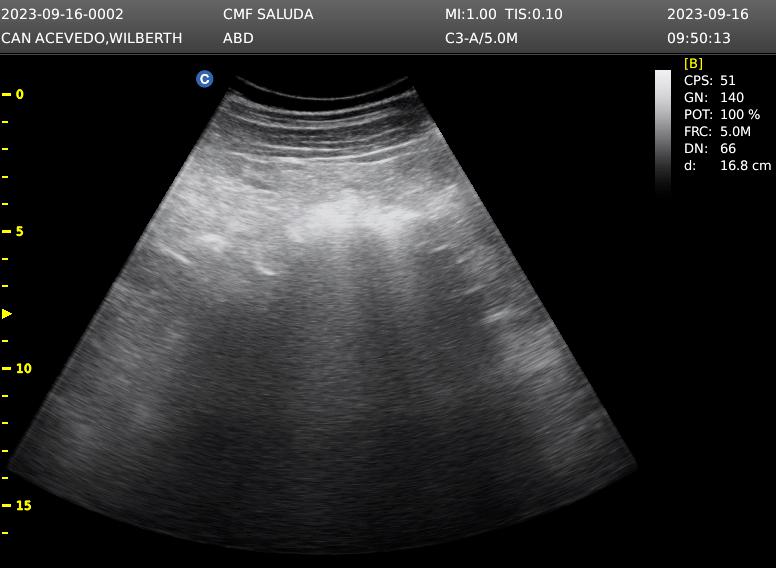 2023-09-16-0002 CMF SALUDA MI:1.00 TIS:0.10 2023-09-16
CAN ACEVEDO,WILBERTH ABD C3-A/5.0M 09:50:13
C
[B]
CPS: 51
GN: 140
POT: 100 %
FRC: 5.0M
DN: 66
d: 16.8 cm
0
5
10
15